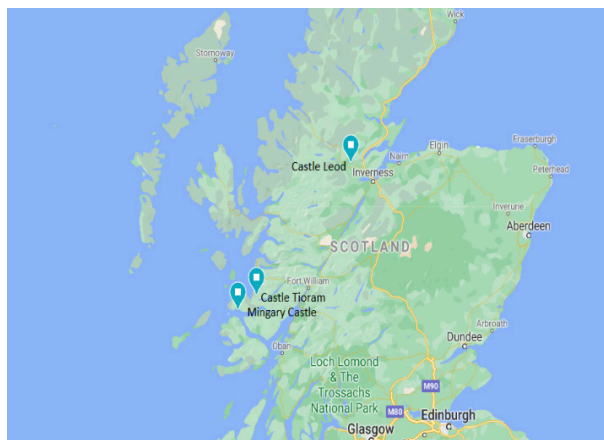 Wick
Stornoway
Castle Leod
Nairn
Elgin
Fraserburgh
Inverness
Peterhead
Inverurie
Aberdeen
SCOTLAND
Fort William
Castle Tioram
Mingary Castle
Arbroath
Dundee
Oban
Loch Lomond
& The
Trossachs
National Park
M90
M80
Edinburgh
Glasgow